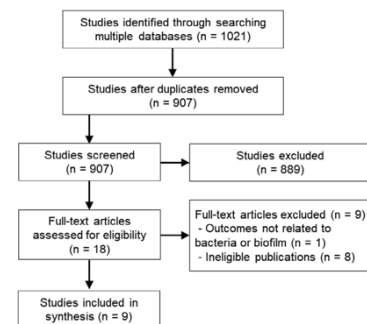 Studies identified through searching
multiple databases (n = 1021)
Studies after duplicates removed
(n = 907)
Studies screened
(n = 907)
Studies excluded
(n = 889)
Full-text articles
assessed for eligibility
(n = 18)
Full-text articles excluded (n = 9)
- Outcomes not related to
bacteria or biofilm (n = 1)
- Ineligible publications (n = 8)
Studies included in
synthesis (n = 9)